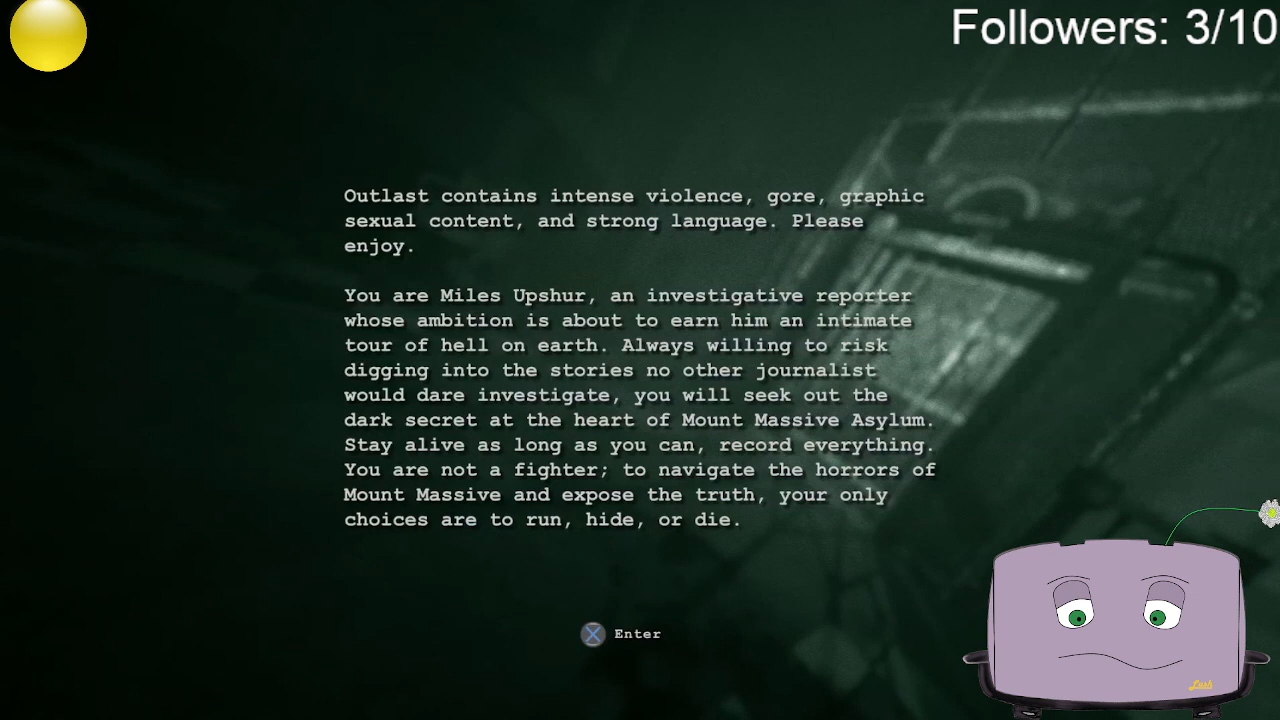 Followers: 3/10
Outlast contains intense violence, gore, graphic
sexual content, and strong language. Please
enjoy.
You are Miles Upshur, an investigative reporter
whose ambition is about to earn him an intimate
tour of hell on earth. Always willing to risk
digging into the stories no other journalist
would dare investigate, you will seek out the
dark secret at the heart of Mount Massive Asylum.
Stay alive as long as you can, record everything.
You are not a fighter; to navigate the horrors of
Mount Massive and expose the truth, your only
choices are to run, hide, or die.
Enter
Lush